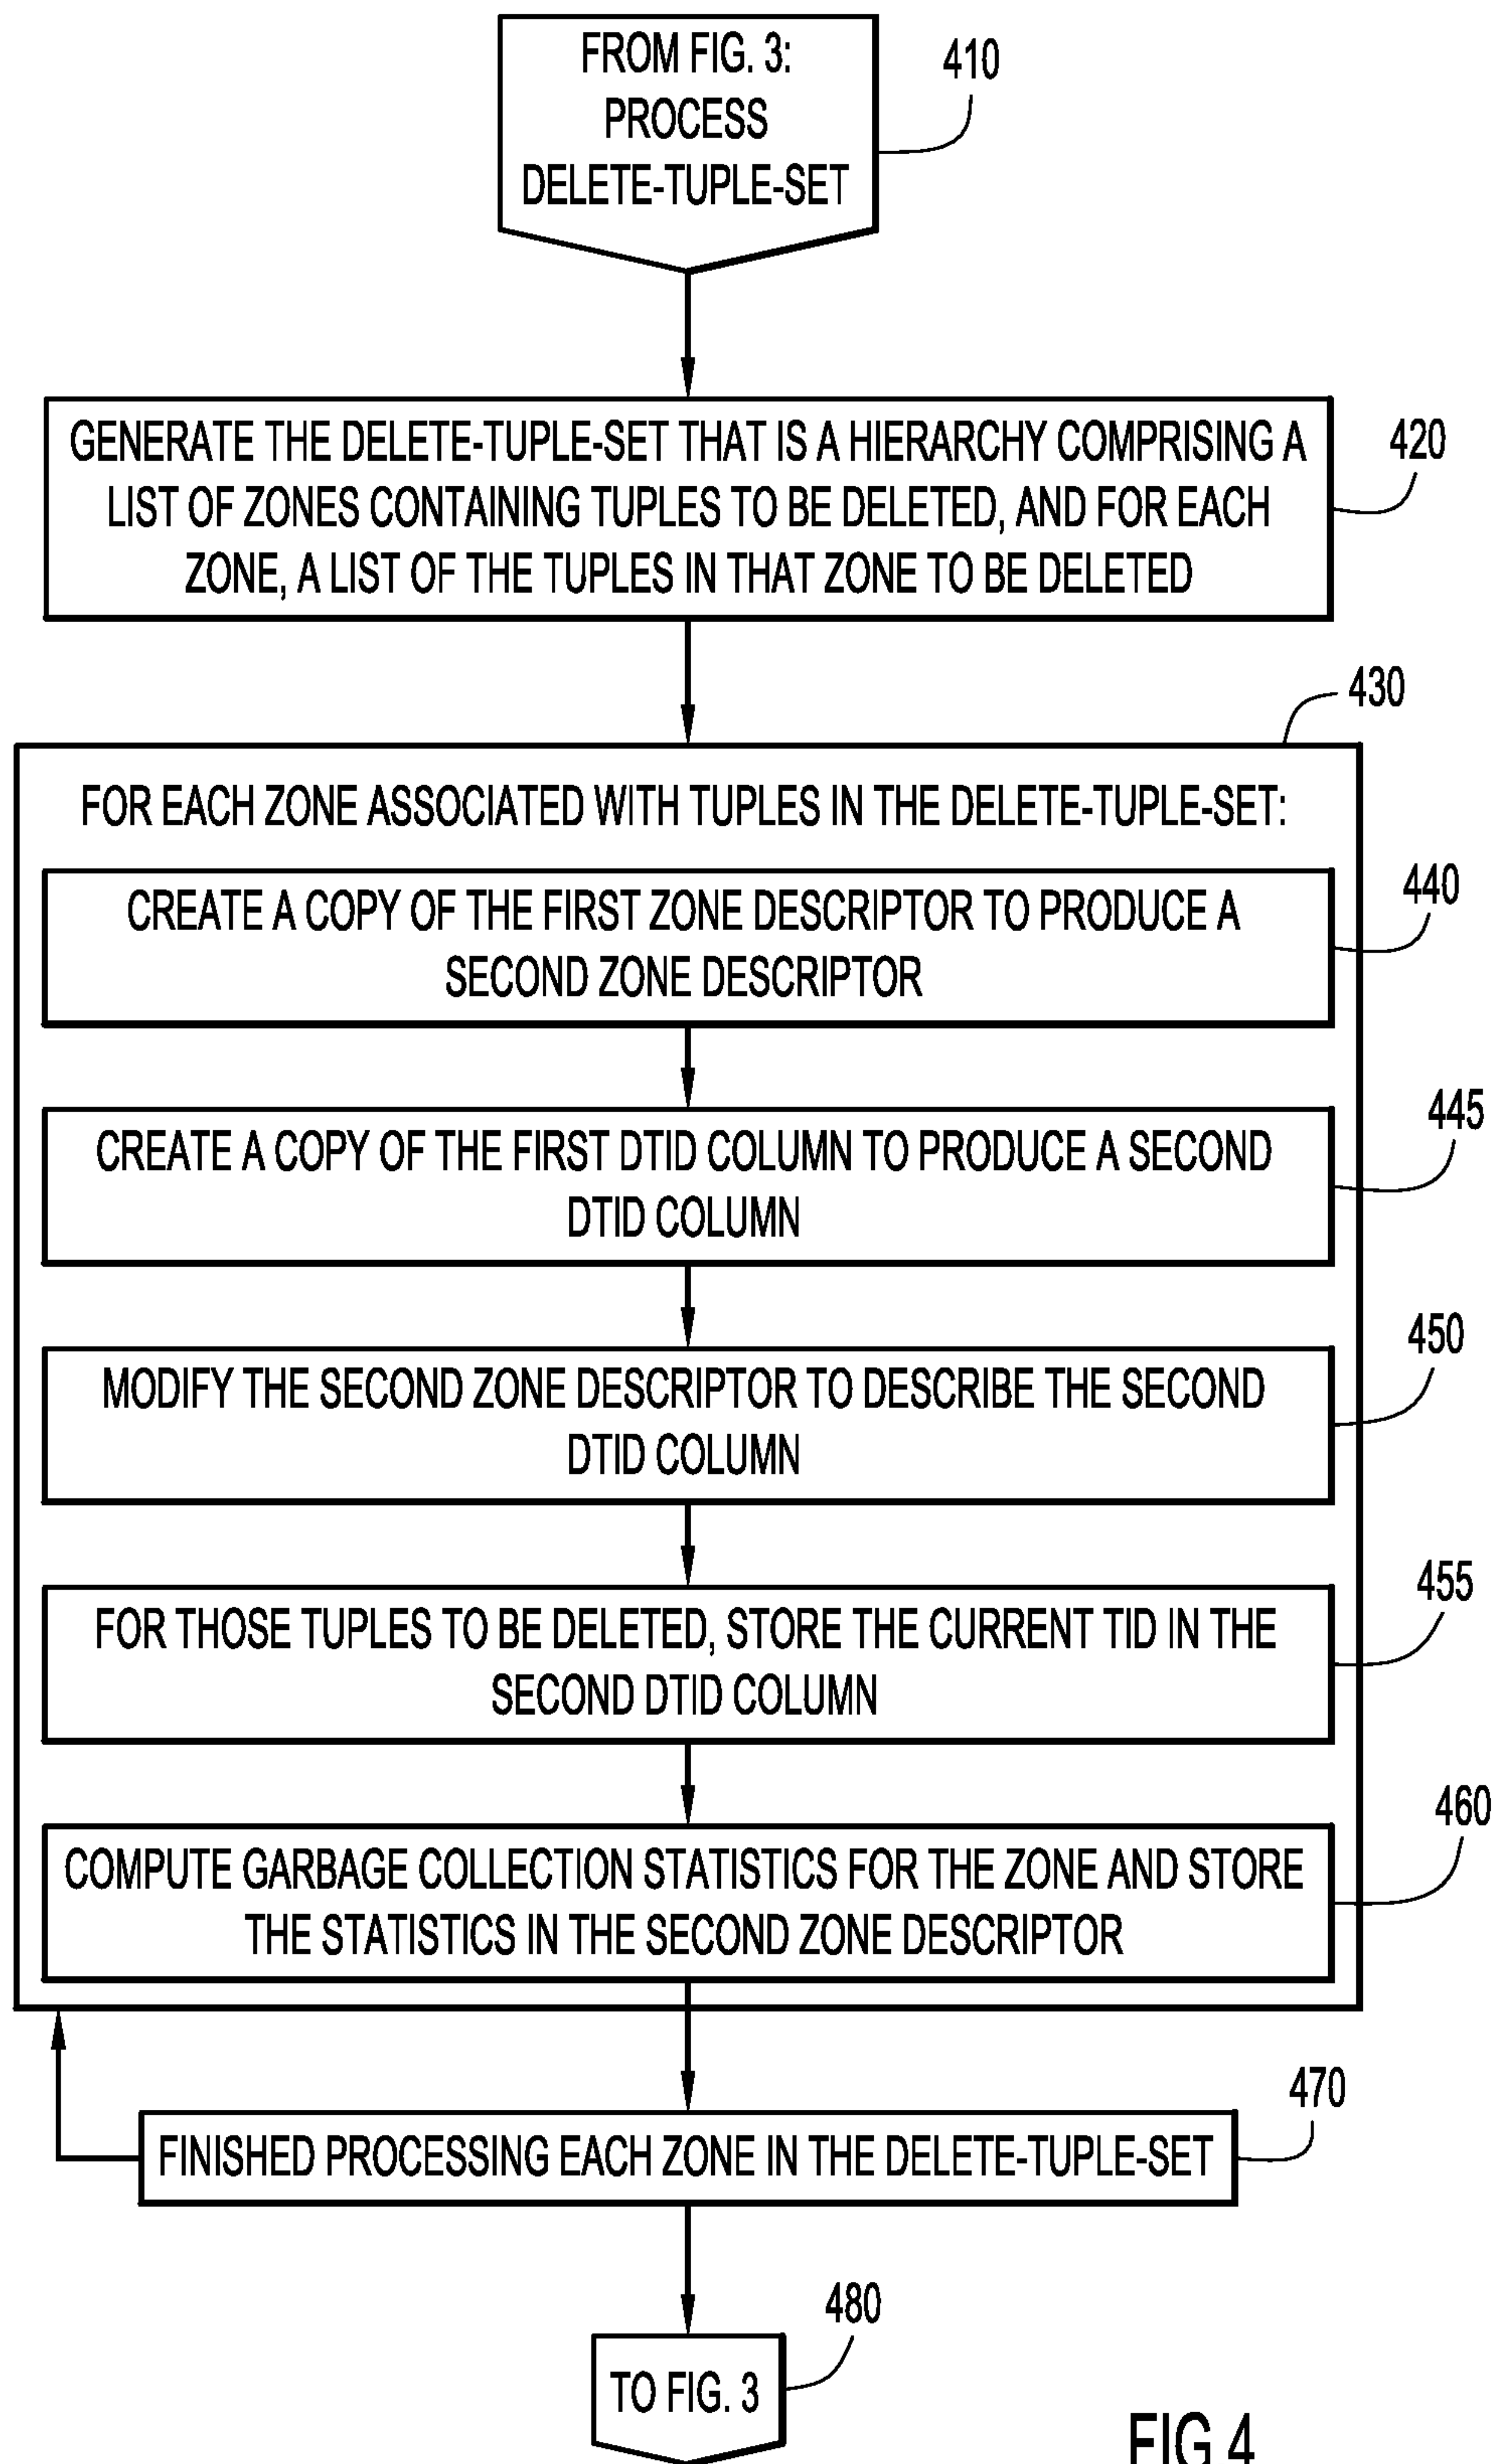 FROM FIG. 3:
PROCESS
DELETE-TUPLE-SET
410
GENERATE THE DELETE-TUPLE-SET THAT IS A HIERARCHY COMPRISING A
LIST OF ZONES CONTAINING TUPLES TO BE DELETED, AND FOR EACH
ZONE, A LIST OF THE TUPLES IN THAT ZONE TO BE DELETED
420
430
FOR EACH ZONE ASSOCIATED WITH TUPLES IN THE DELETE-TUPLE-SET:
CREATE A COPY OF THE FIRST ZONE DESCRIPTOR TO PRODUCE A
SECOND ZONE DESCRIPTOR
440
CREATE A COPY OF THE FIRST DTID COLUMN TO PRODUCE A SECOND
DTID COLUMN
445
MODIFY THE SECOND ZONE DESCRIPTOR TO DESCRIBE THE SECOND
DTID COLUMN
450
FOR THOSE TUPLES TO BE DELETED, STORE THE CURRENT TID IN THE
SECOND DTID COLUMN
455
COMPUTE GARBAGE COLLECTION STATISTICS FOR THE ZONE AND STORE
THE STATISTICS IN THE SECOND ZONE DESCRIPTOR
460
FINISHED PROCESSING EACH ZONE IN THE DELETE-TUPLE-SET
470
TO FIG. 3
480
FIG.4